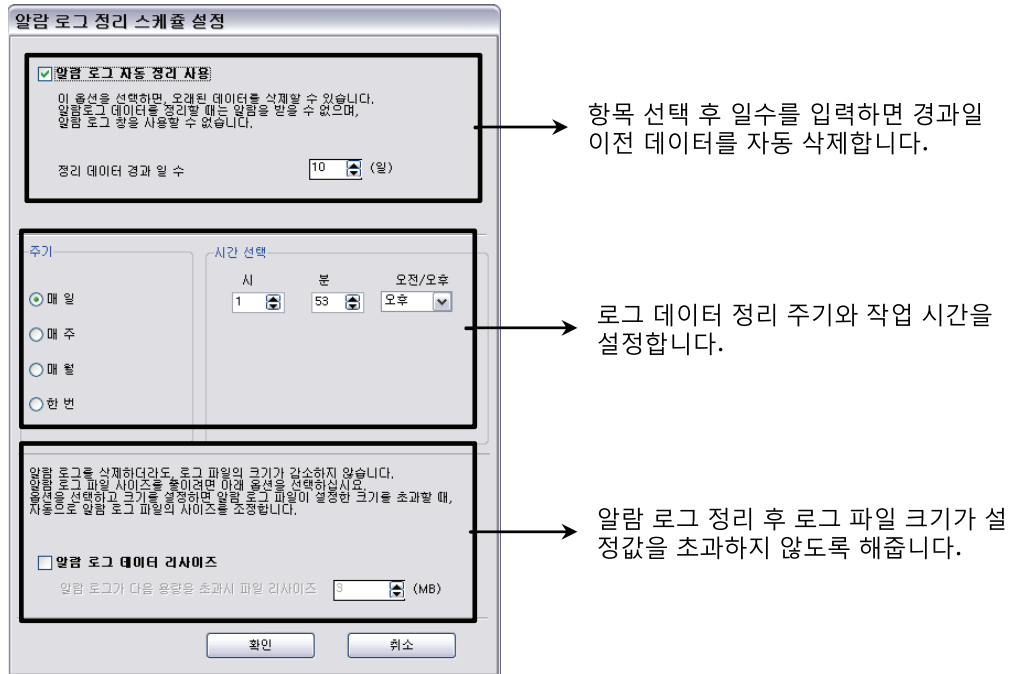 알람 로그 정리 스케쥴 설정
알람 로그 자동 정리 사용
이 옵션을 선택하면, 오래된 데이터를 삭제할 수 있습니다.
알람로그 데이터를 정리할 때는 알람을 받을 수 없으며,
알람 로그 창을 사용할 수 없습니다.
정리 데이터 경과 일 수 10 (일)
항목 선택 후 일수를 입력하면 경과일
이전 데이터를 자동 삭제합니다.
주기
매 일
매 주
매 월
한 번
시간 선택
시 분 오전/오후
1 53 오후
로그 데이터 정리 주기와 작업 시간을
설정합니다.
알람 로그를 삭제하더라도, 로그 파일의 크기가 감소하지 않습니다.
알람 로그 파일 사이즈를 줄이려면 아래 옵션을 선택하십시요.
옵션을 선택하고 크기를 설정하면 알람 로그 파일이 설정한 크기를 초과할 때,
자동으로 알람 로그 파일의 사이즈를 조정합니다.
알람 로그 데이터 리사이즈
알람 로그가 다음 용량을 초과시 파일 리사이즈 3 (MB)
알람 로그 정리 후 로그 파일 크기가 설
정값을 초과하지 않도록 해줍니다.
확인 취소